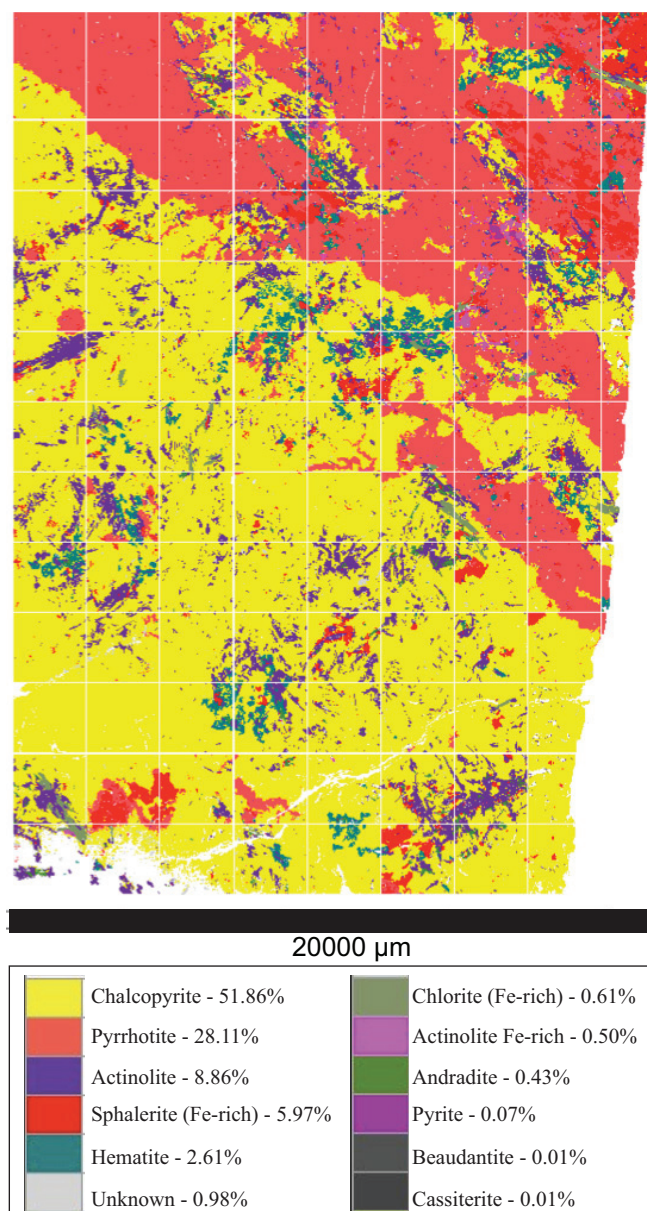 20000 µm
Chalcopyrite - 51.86%
Pyrrhotite - 28.11%
Actinolite - 8.86%
Sphalerite (Fe-rich) - 5.97%
Hematite - 2.61%
Unknown - 0.98%
Chlorite (Fe-rich) - 0.61%
Actinolite Fe-rich - 0.50%
Andradite - 0.43%
Pyrite - 0.07%
Beaudantite - 0.01%
Cassiterite - 0.01%